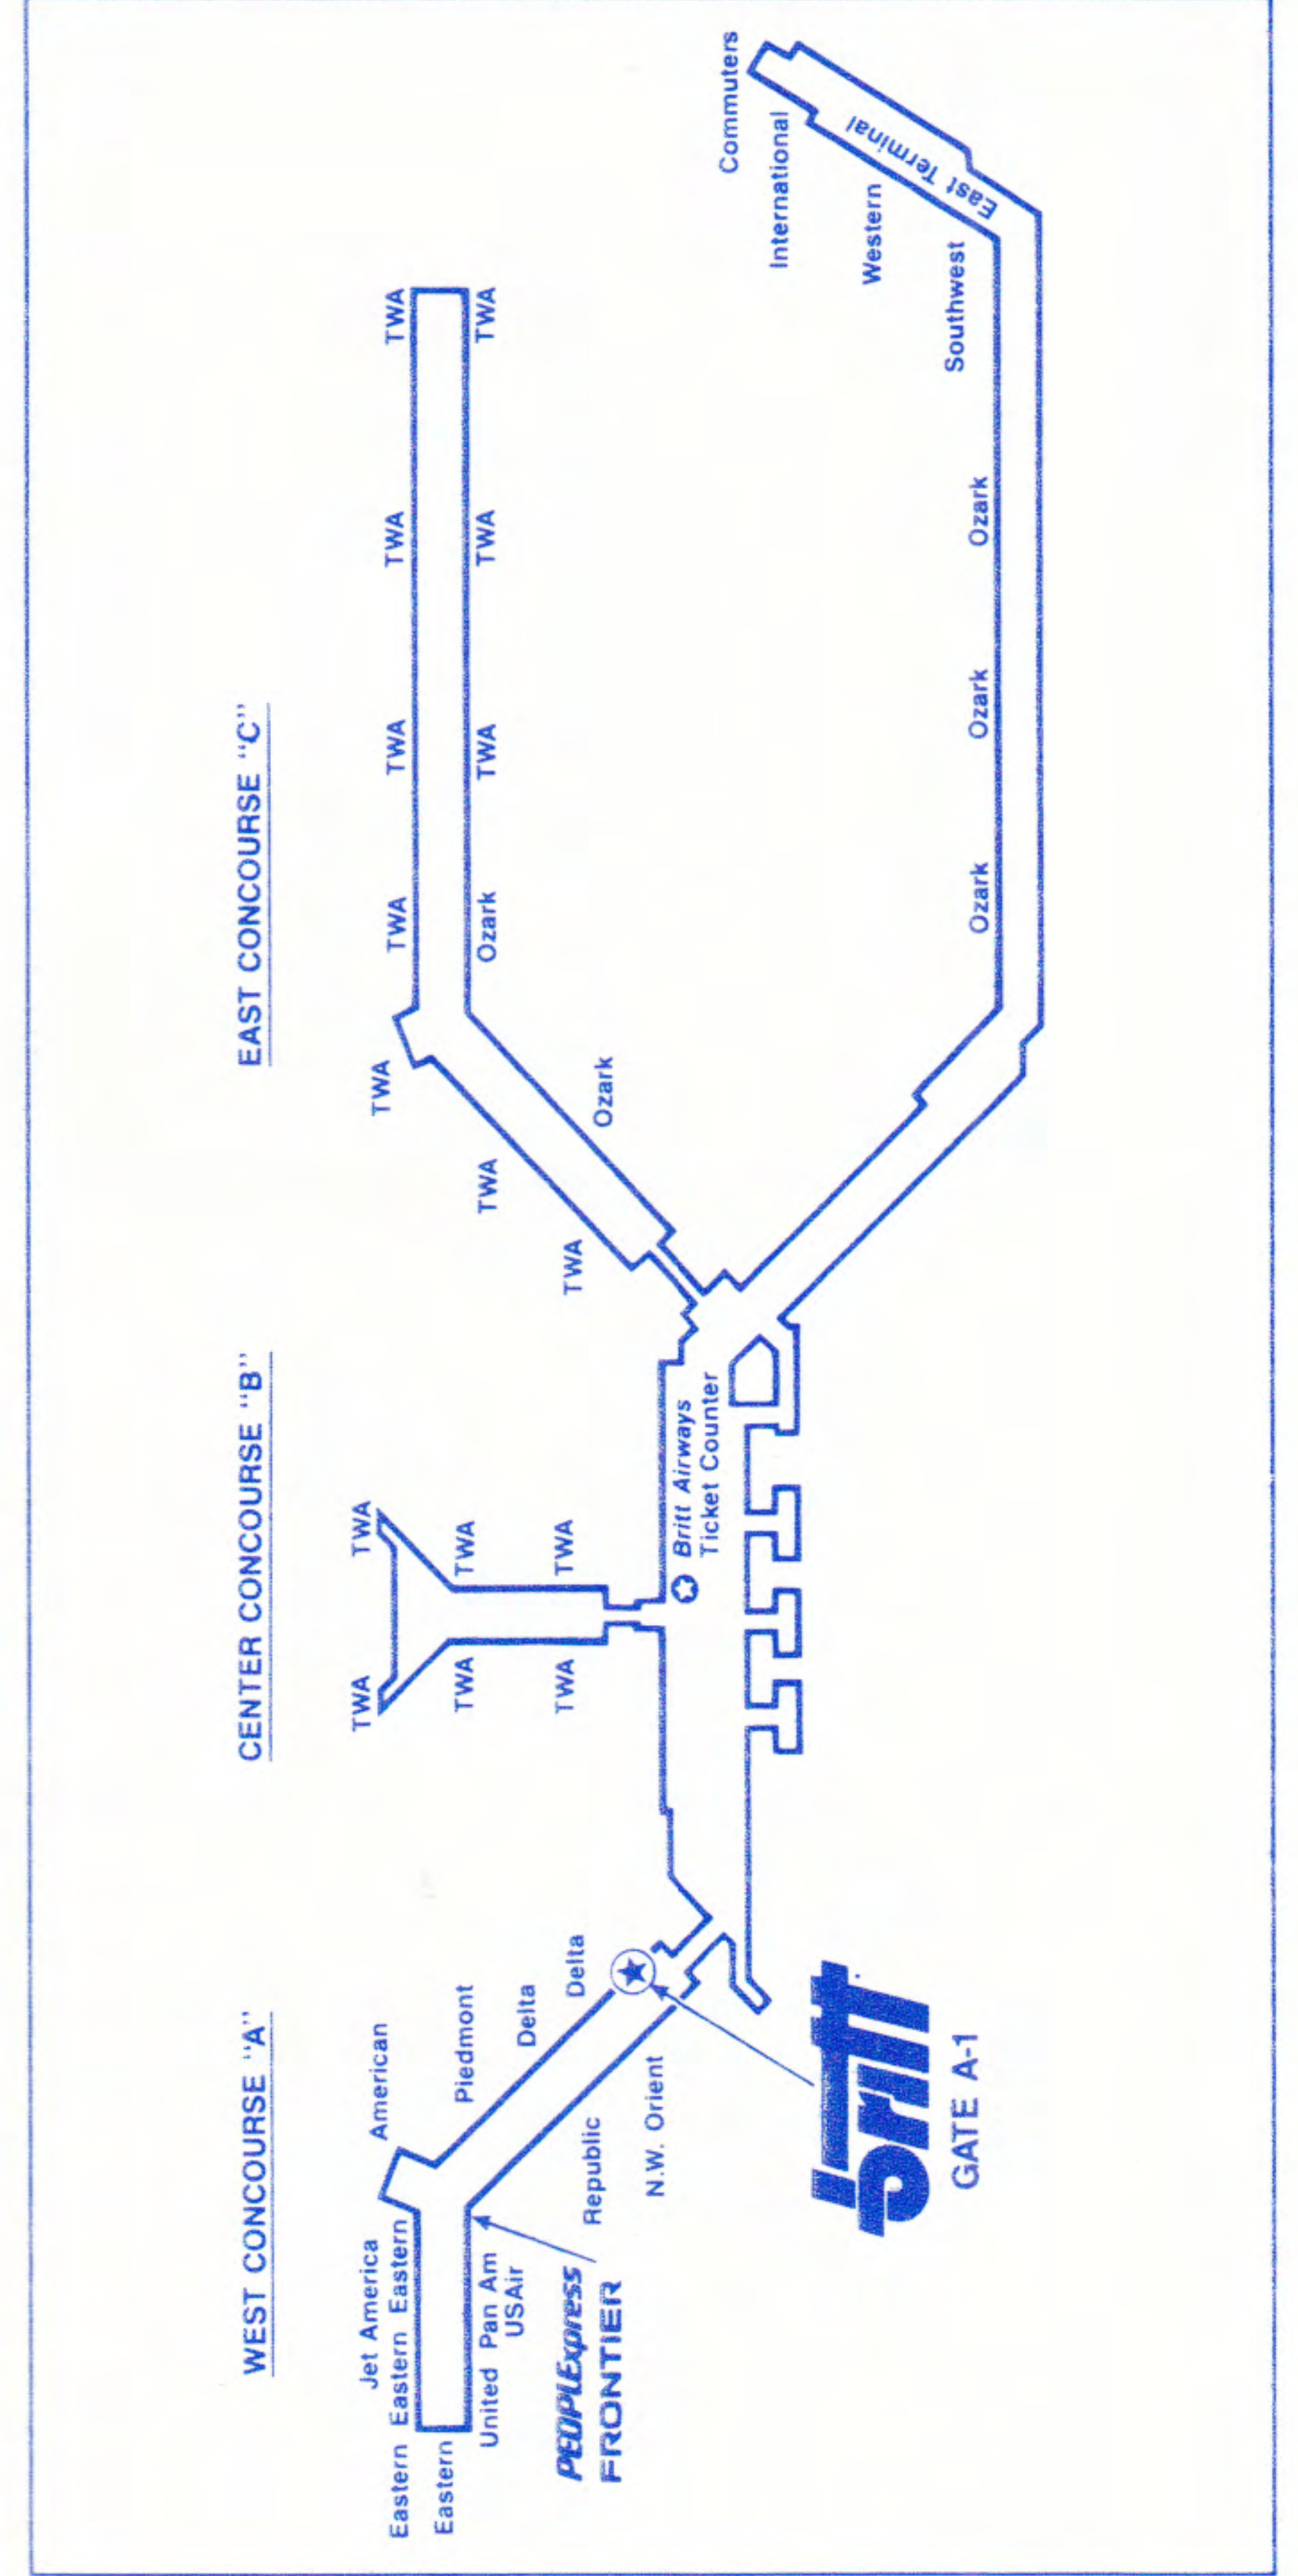 WEST CONCOURSE "A"
CENTER CONCOURSE "B"
EAST CONCOURSE "C"
Jet America
Eastern Eastern Eastern Eastern
Eastern
American
Piedmont
Delta
Delta
United Pan Am
USAir
PEOPLExpress
FRONTIER
Republic
N.W. Orient
britt
GATE A-1
TWA
TWA
TWA
TWA
TWA
TWA
Britt Airways
Ticket Counter
TWA
TWA
TWA
TWA
TWA
TWA
TWA
Ozark
Ozark
TWA
TWA
TWA
Ozark
Ozark
Ozark
Southwest
Western
International
Commuters
East Terminal